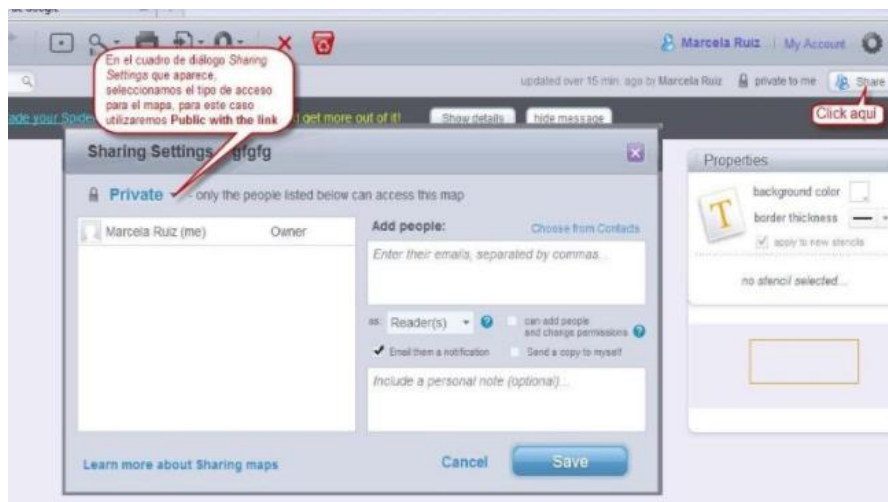 de Google
En el cuadro de diálogo Sharing
Settings que aparece,
seleccionamos el tipo de acceso
para el mapa, para este caso
utilizaremos Public with the link
Marcela Ruiz | My Account
updated over 15 min. ago by Marcela Ruiz private to me Share
Click aquí
ade your Spide
d get more out of it! Show details hide message
Sharing Settings gfgfg
Private - only the people listed below can access this map
Marcela Ruiz (me) Owner
Add people: Choose from Contacts
Enter their emails, separated by commas...
as: Reader(s) ? can add people
and change permissions ?
Email them a notification Send a copy to myself
Include a personal note (optional)...
Learn more about Sharing maps Cancel Save
Properties
T
background color
border thickness
apply to new stencils
no stencil selected...